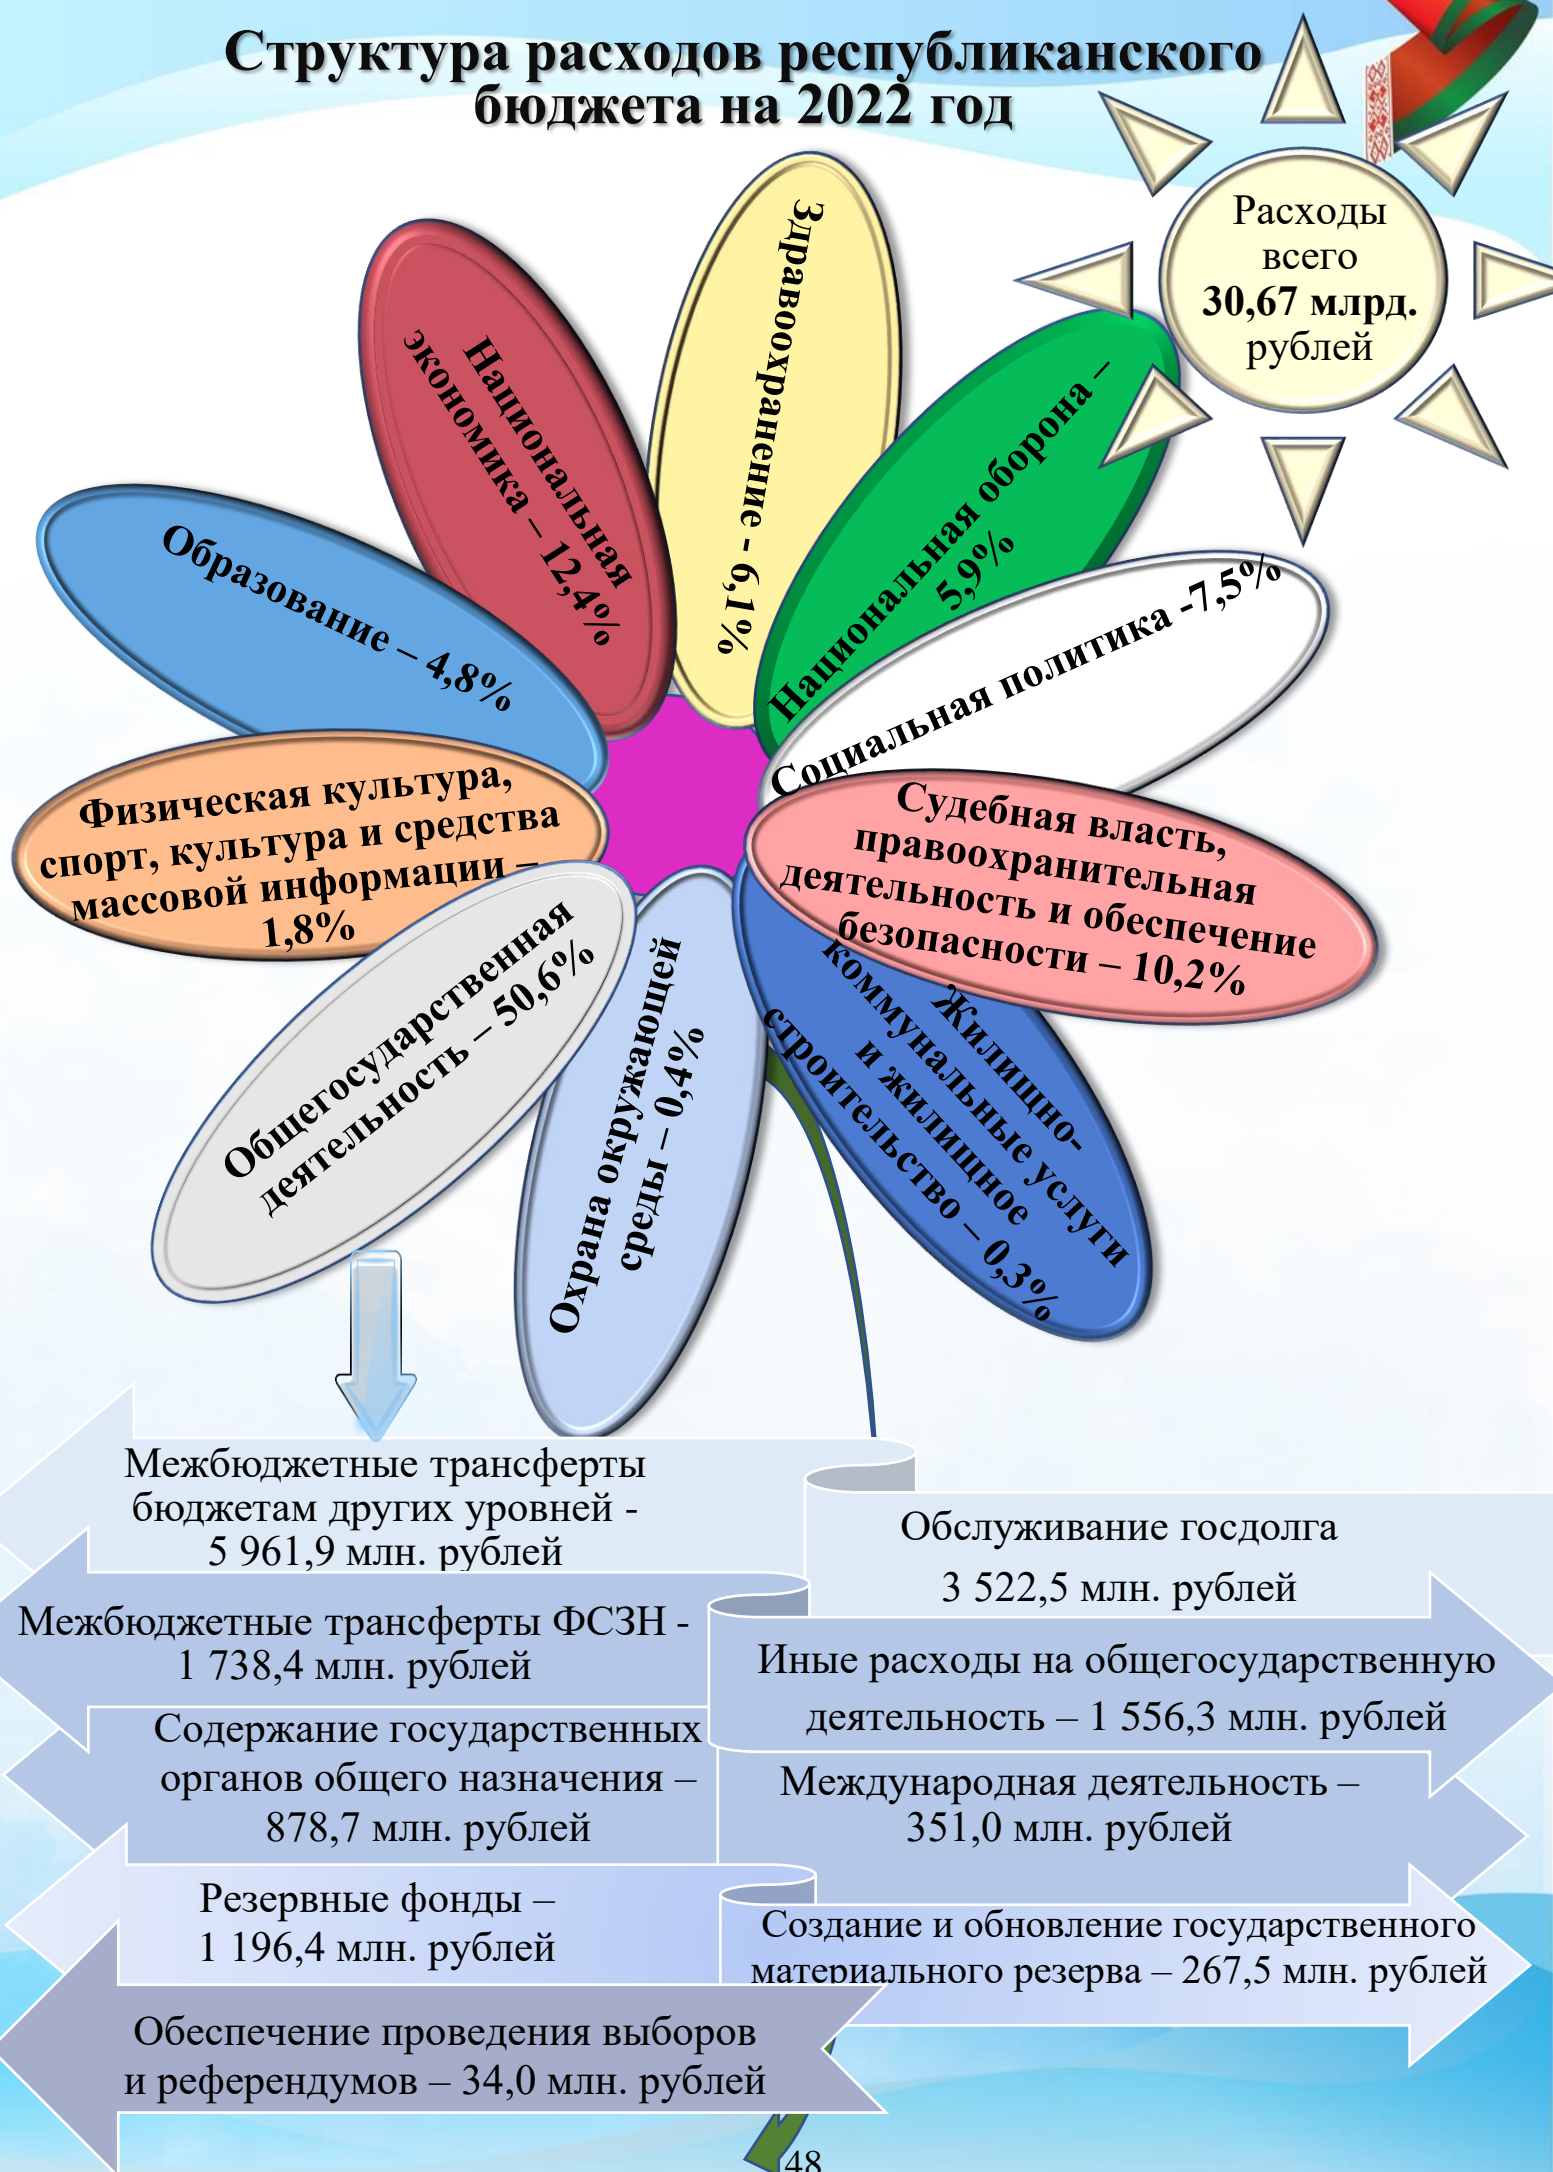 Структура расходов республиканского
бюджета на 2022 год
Расходы
всего
30,67 млрд.
рублей
Здравоохранение - 6,1%
Национальная
экономика – 12,4%
Национальная оборона –
5,9%
Образование – 4,8%
Социальная политика -7,5%
Физическая культура,
спорт, культура и средства
массовой информации –
1,8%
Судебная власть,
правоохранительная
деятельность и обеспечение
безопасности – 10,2%
Общегосударственная
деятельность – 50,6%
Охрана окружающей
среды – 0,4%
Жилищно-
коммунальные услуги
и жилищное
строительство – 0,3%
Межбюджетные трансферты
бюджетам других уровней -
5 961,9 млн. рублей
Обслуживание госдолга
3 522,5 млн. рублей
Межбюджетные трансферты ФСЗН -
1 738,4 млн. рублей
Иные расходы на общегосударственную
деятельность – 1 556,3 млн. рублей
Содержание государственных
органов общего назначения –
878,7 млн. рублей
Международная деятельность –
351,0 млн. рублей
Резервные фонды –
1 196,4 млн. рублей
Создание и обновление государственного
материального резерва – 267,5 млн. рублей
Обеспечение проведения выборов
и референдумов – 34,0 млн. рублей
48